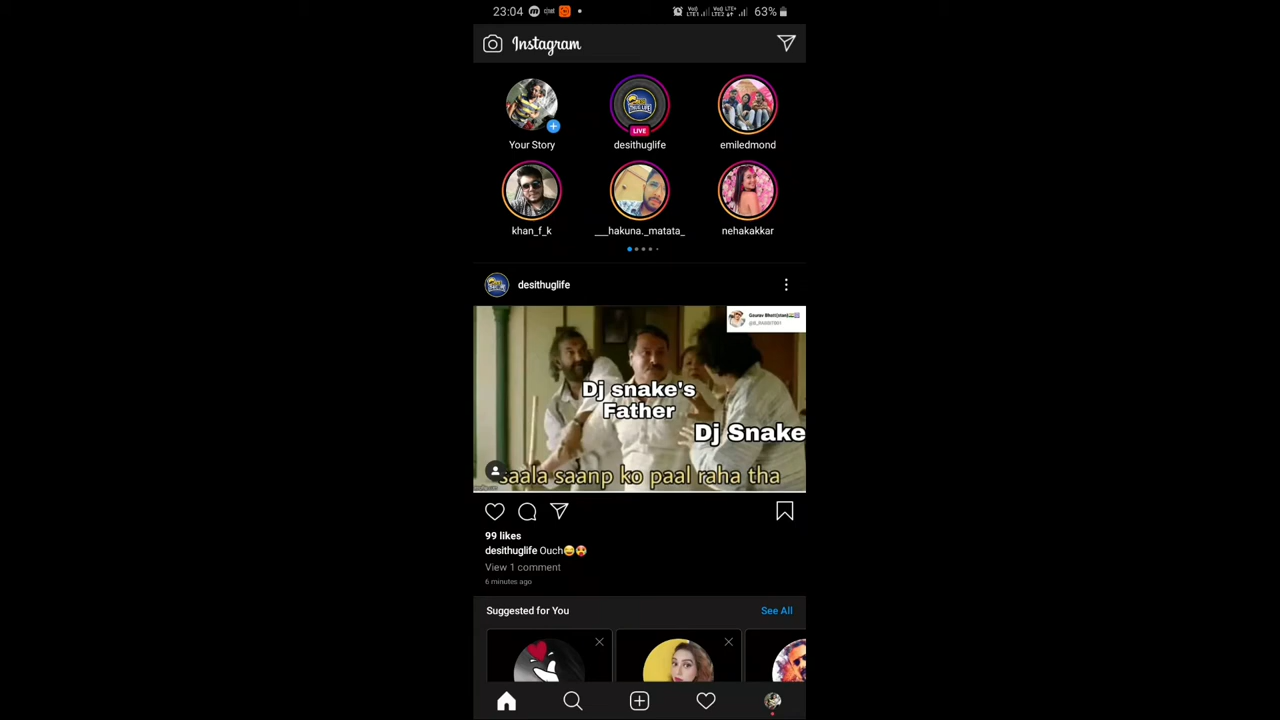 23:04
63%
Instagram
LIVE
Your Story
desithuglife
emiledmond
khan_f_k
___hakuna._matata_
nehakakkar
desithuglife
Dj snake's
Father
Dj Snake
saala saanp ko paal raha tha
99 likes
desithuglife Ouch😅😍
View 1 comment
6 minutes ago
Suggested for You
See All